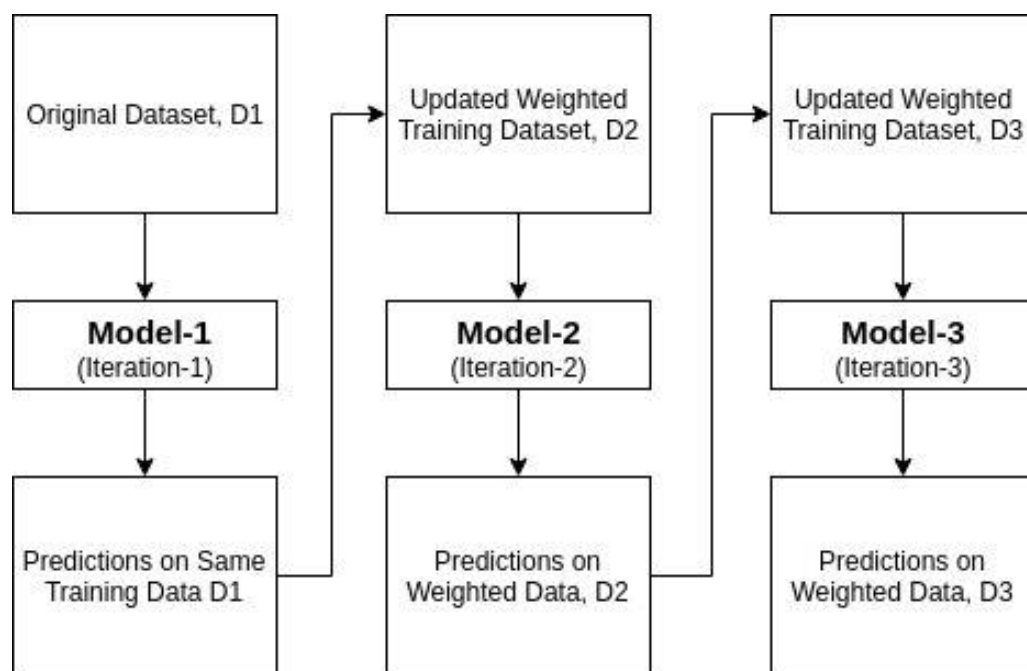 Original Dataset, D1
Updated Weighted
Training Dataset, D2
Updated Weighted
Training Dataset, D3
Model-1
(Iteration-1)
Model-2
(Iteration-2)
Model-3
(Iteration-3)
Predictions on Same
Training Data D1
Predictions on
Weighted Data, D2
Predictions on
Weighted Data, D3